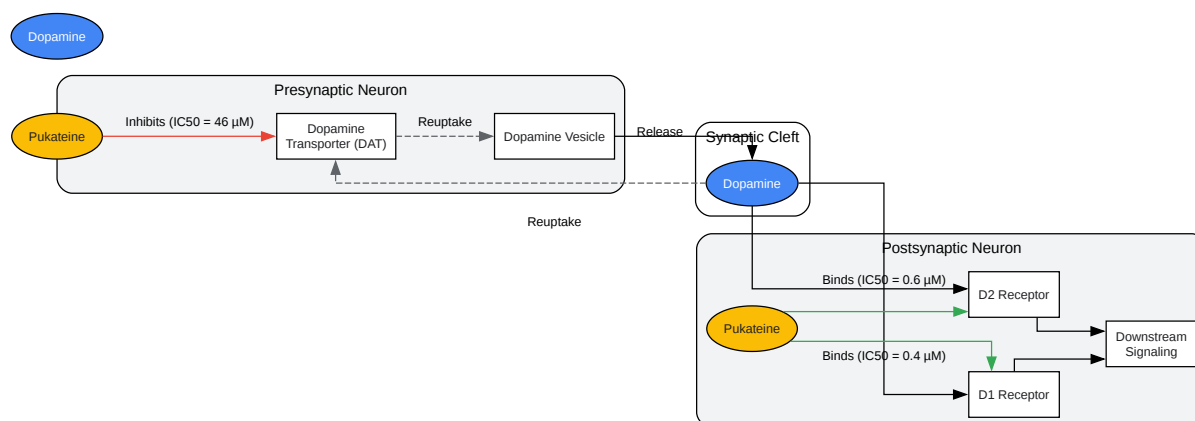 Dopamine
Presynaptic Neuron
Pukateine
Inhibits (IC50 = 46 µM)
Dopamine
Transporter (DAT)
Reuptake
Dopamine Vesicle
Release
Synaptic Cleft
Dopamine
Reuptake
Postsynaptic Neuron
Binds (IC50 = 0.6 µM)
D2 Receptor
Pukateine
Binds (IC50 = 0.4 µM)
Downstream
Signaling
D1 Receptor